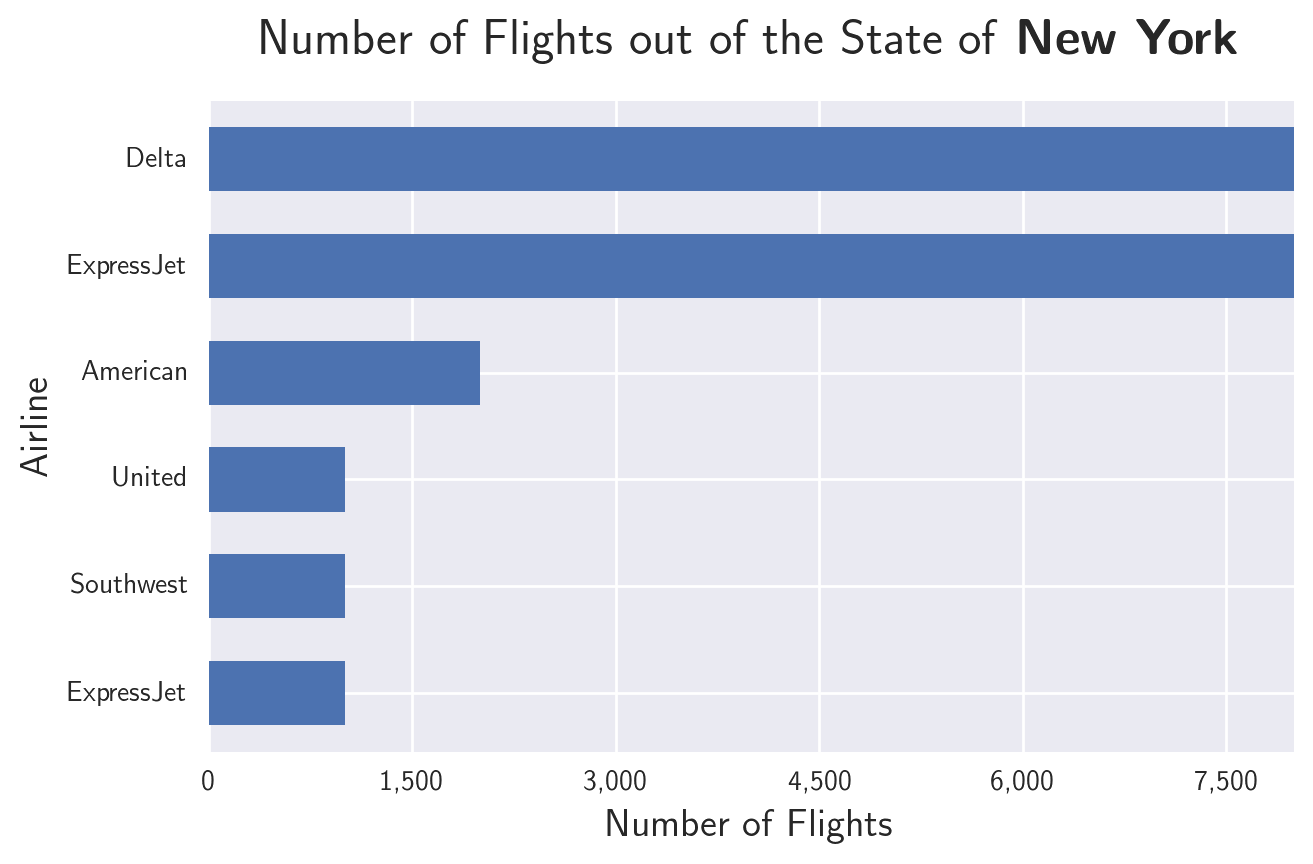 Number of Flights out of the State of New York
Delta
ExpressJet
American
United
Southwest
ExpressJet
Airline
0 1,500 3,000 4,500 6,000 7,500
Number of Flights